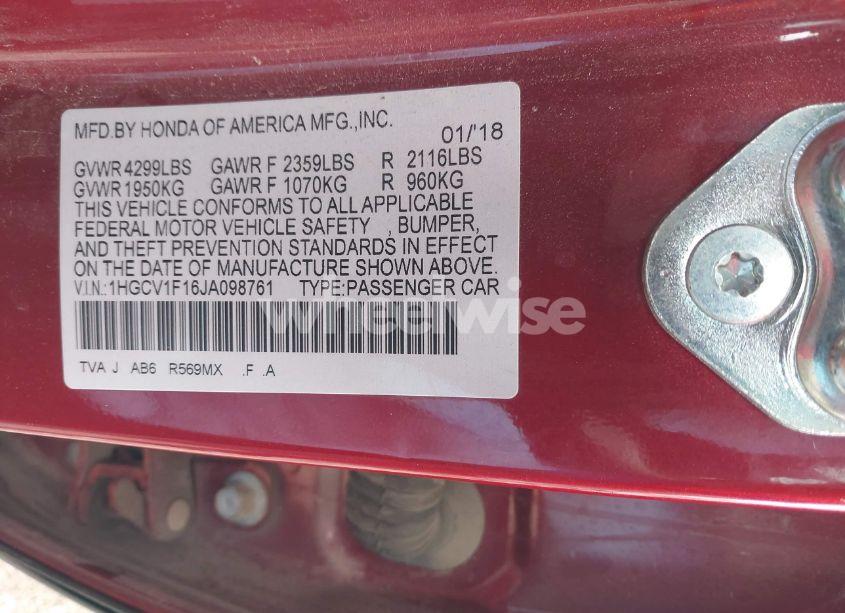 MFD.BY HONDA OF AMERICA MFG.,INC. 01/'18
GVWR 4299LBS GAWR F 2359LBS R 2116LBS
GVWR 1950KG GAWR F 1070KG R 960KG
THIS VEHICLE CONFORMS TO ALL APPLICABLE
FEDERAL MOTOR VEHICLE SAFETY , BUMPER,
AND THEFT PREVENTION STANDARDS IN EFFECT
ON THE DATE OF MANUFACTURE SHOWN ABOVE.
V.I.N.:1HGCV1F16JA098761 TYPE:PASSENGER CAR
wheelwise
TVA J AB6 R569MX .F .A